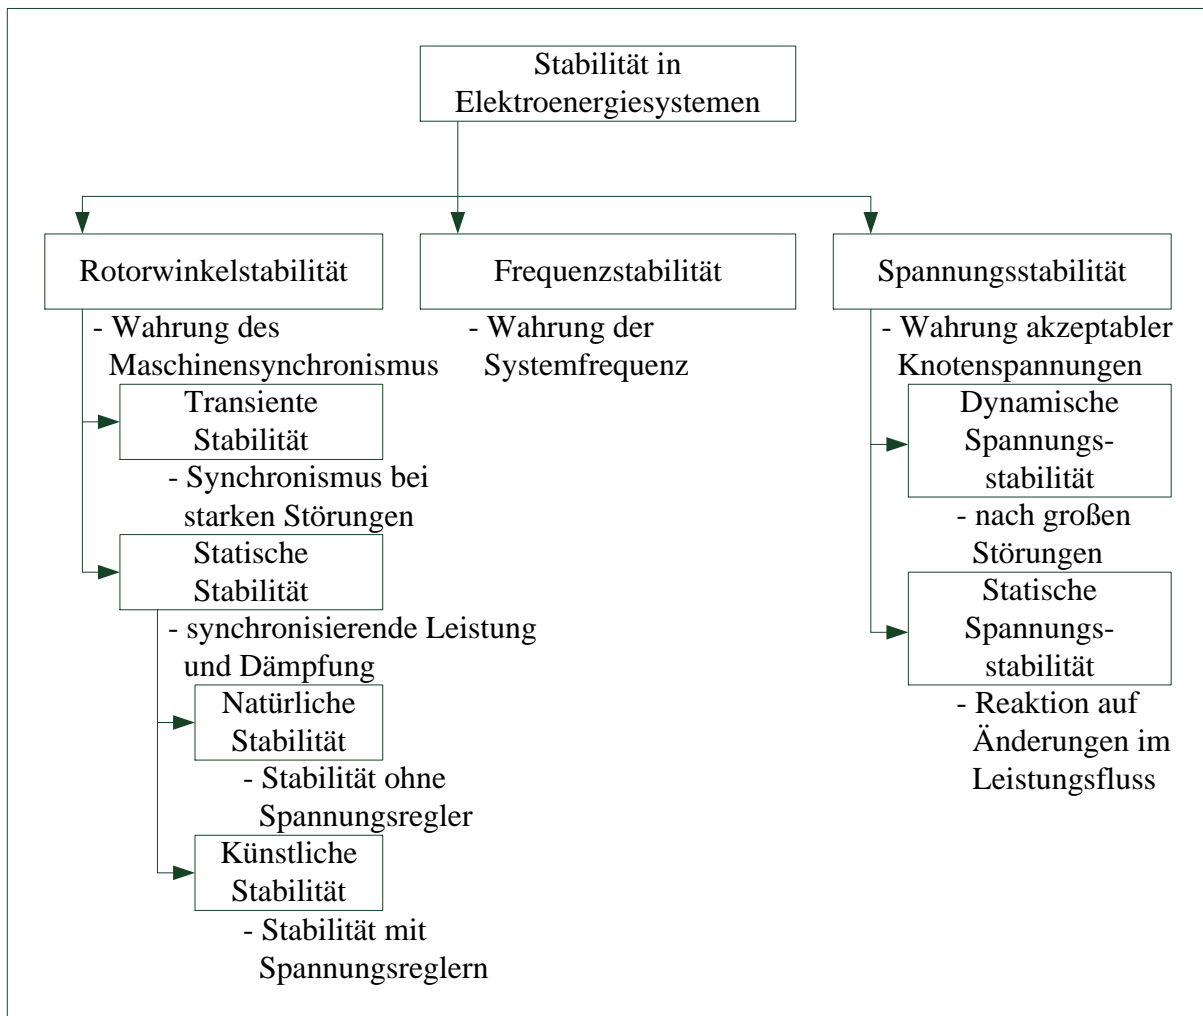 Stabilität in
Elektroenergiesystemen
Rotorwinkelstabilität
- Wahrung des
Maschinensynchronismus
Transiente
Stabilität
- Synchronismus bei
starken Störungen
Statische
Stabilität
- synchronisierende Leistung
und Dämpfung
Natürliche
Stabilität
- Stabilität ohne
Spannungsregler
Künstliche
Stabilität
- Stabilität mit
Spannungsreglern
Frequenzstabilität
- Wahrung der
Systemfrequenz
Spannungsstabilität
- Wahrung akzeptabler
Knotenspannungen
Dynamische
Spannungs-
stabilität
- nach großen
Störungen
Statische
Spannungs-
stabilität
- Reaktion auf
Änderungen im
Leistungsfluss